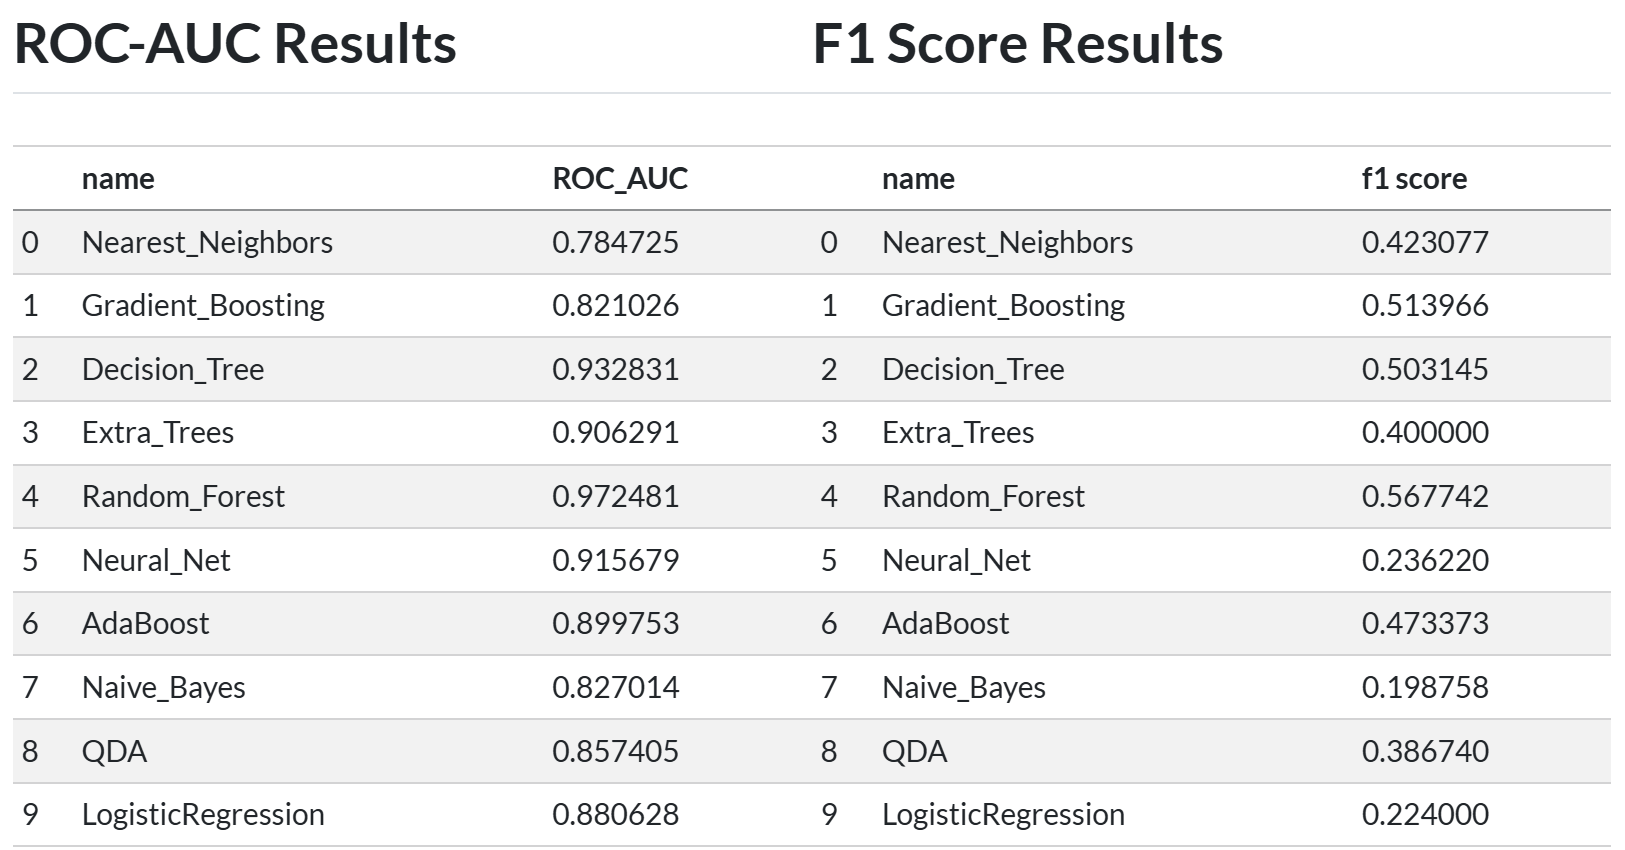 ROC-AUC Results
F1 Score Results
name ROC_AUC name f1 score
0 Nearest_Neighbors 0.784725 0 Nearest_Neighbors 0.423077
1 Gradient_Boosting 0.821026 1 Gradient_Boosting 0.513966
2 Decision_Tree 0.932831 2 Decision_Tree 0.503145
3 Extra_Trees 0.906291 3 Extra_Trees 0.400000
4 Random_Forest 0.972481 4 Random_Forest 0.567742
5 Neural_Net 0.915679 5 Neural_Net 0.236220
6 AdaBoost 0.899753 6 AdaBoost 0.473373
7 Naive_Bayes 0.827014 7 Naive_Bayes 0.198758
8 QDA 0.857405 8 QDA 0.386740
9 LogisticRegression 0.880628 9 LogisticRegression 0.224000